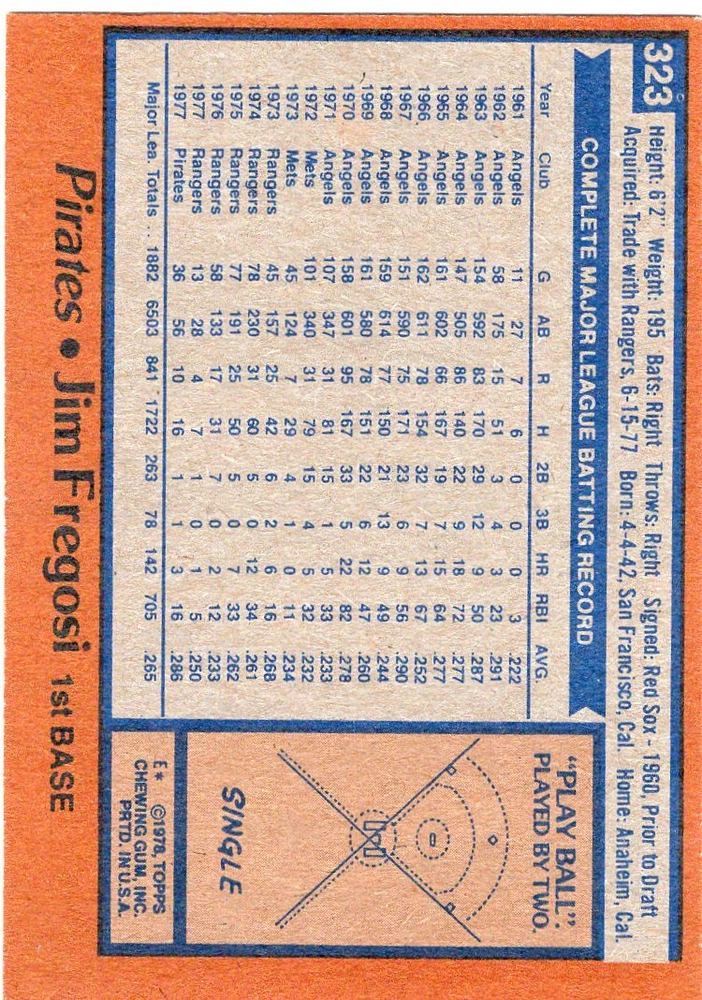 323
Height: 6'2" Weight: 195 Bats: Right Throws: Right Signed: Red Sox - 1960, Prior to Draft
Acquired: Trade with Rangers, 6-15-77 Born: 4-4-42, San Francisco, Cal. Home: Anaheim, Cal.
COMPLETE MAJOR LEAGUE BATTING RECORD
Year Club G AB R H 2B 3B HR RBI AVG.
1961 Angels 11 27 7 6 0 0 0 3 .222
1962 Angels 58 175 15 51 3 4 3 23 .291
1963 Angels 154 592 83 170 29 12 9 50 .287
1964 Angels 147 505 86 140 22 9 18 72 .277
1965 Angels 161 602 66 167 19 7 15 64 .277
1966 Angels 162 611 78 154 32 7 13 67 .252
1967 Angels 151 590 75 171 23 6 9 56 .290
1968 Angels 159 614 77 150 21 13 9 49 .244
1969 Angels 161 580 78 151 22 6 12 47 .260
1970 Angels 158 601 95 167 33 5 22 82 .278
1971 Angels 107 347 31 81 15 1 5 33 .233
1972 Mets 101 340 31 79 15 4 5 32 .232
1973 Mets 45 124 7 29 4 1 0 11 .234
1973 Rangers 45 157 25 42 6 2 6 16 .268
1974 Rangers 78 230 31 60 5 0 12 34 .261
1975 Rangers 77 191 25 50 5 0 7 33 .262
1976 Rangers 58 133 17 31 7 0 2 12 .233
1977 Rangers 13 28 4 7 1 0 1 5 .250
1977 Pirates 36 56 10 16 1 1 3 16 .286
Major Lea. Totals .. 1882 6503 841 1722 263 78 142 705 .265
"PLAY BALL".
PLAYED BY TWO.
SINGLE
E* ©1978, TOPPS
CHEWING GUM, INC.
PRTD. IN U.S.A.
Pirates • Jim Fregosi 1st BASE